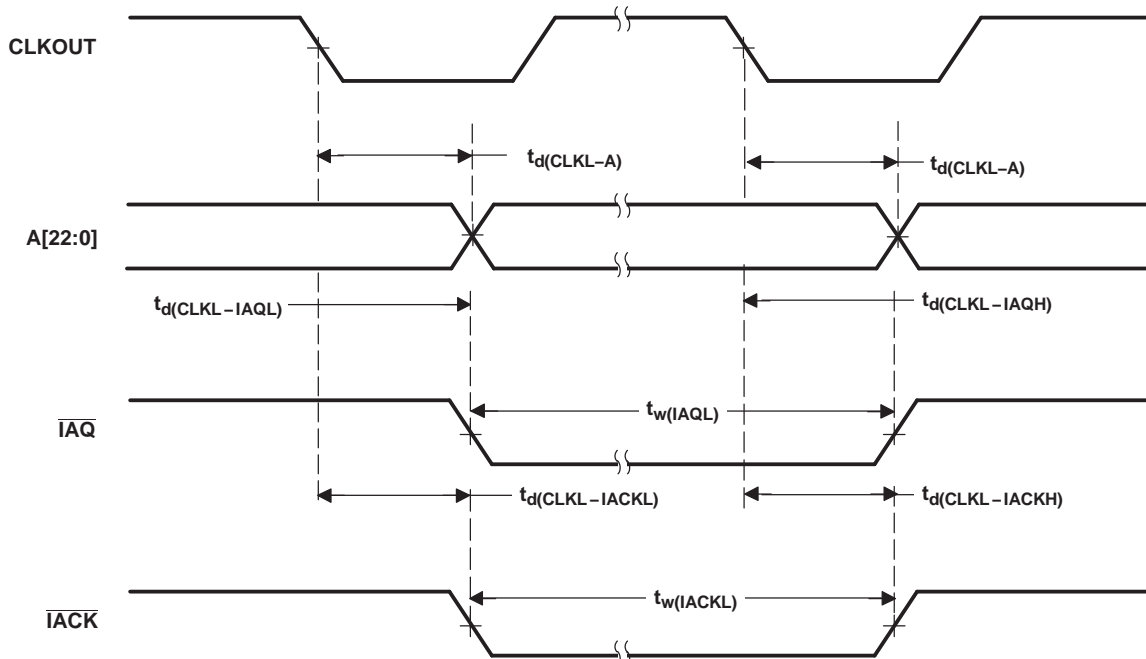 CLKOUT
td(CLKL–A)
td(CLKL–A)
A[22:0]
td(CLKL–IAQL)
td(CLKL–IAQH)
tw(IAQL)
IAQ
td(CLKL–IACKL)
td(CLKL–IACKH)
tw(IACKL)
IACK